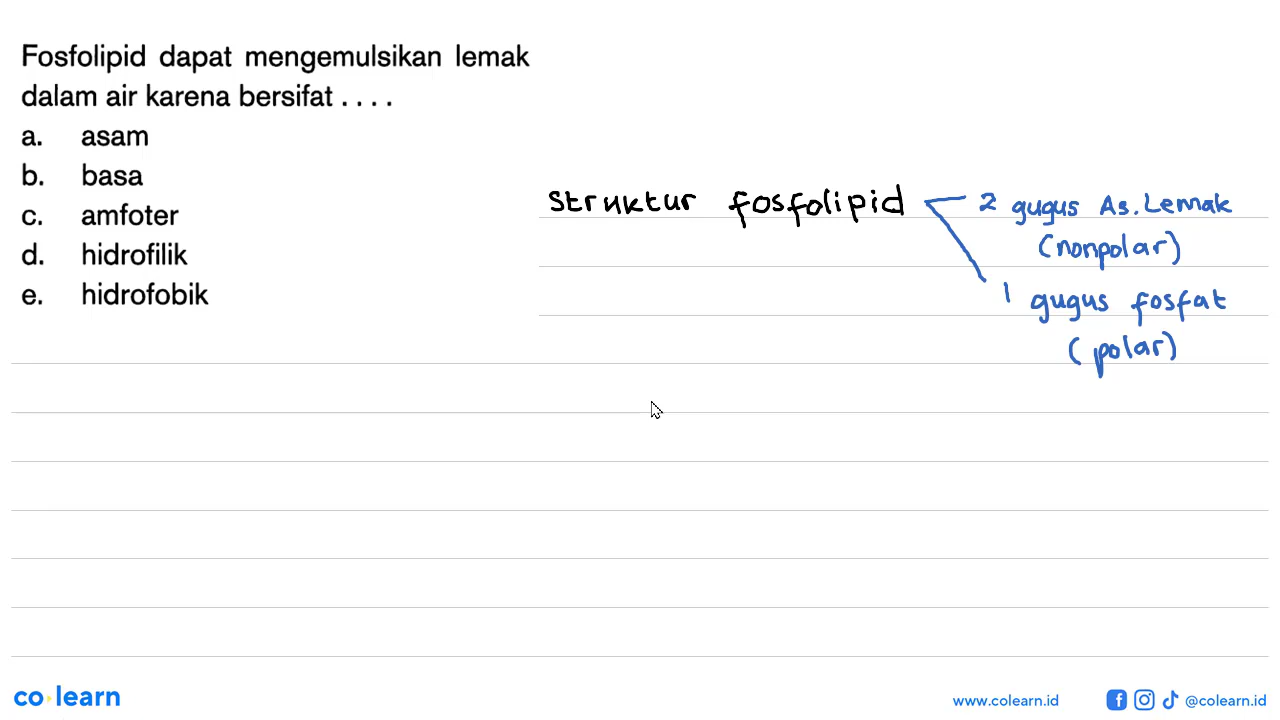 Fosfolipid dapat mengemulsikan lemak
dalam air karena bersifat . . . .
a. asam
b. basa
c. amfoter
d. hidrofilik
e. hidrofobik
Struktur fosfolipid
2 gugus As. Lemak
(nonpolar)
1 gugus fosfat
(polar)
co learn
www.colearn.id
@colearn.id